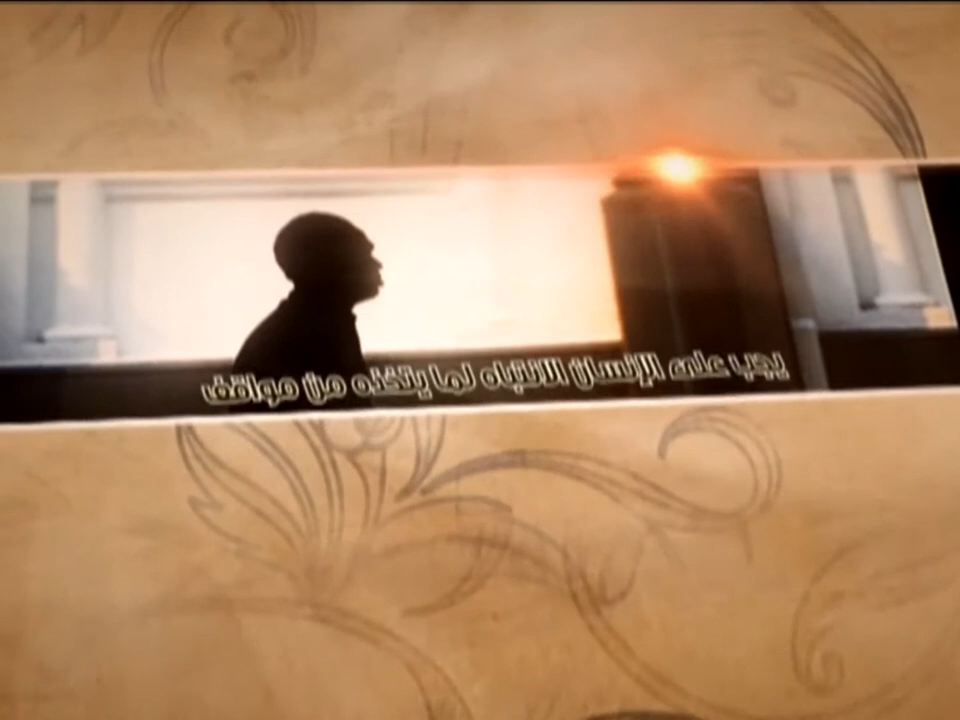 يجب على الإنسان الانتباه لما يتخذه من مواقف